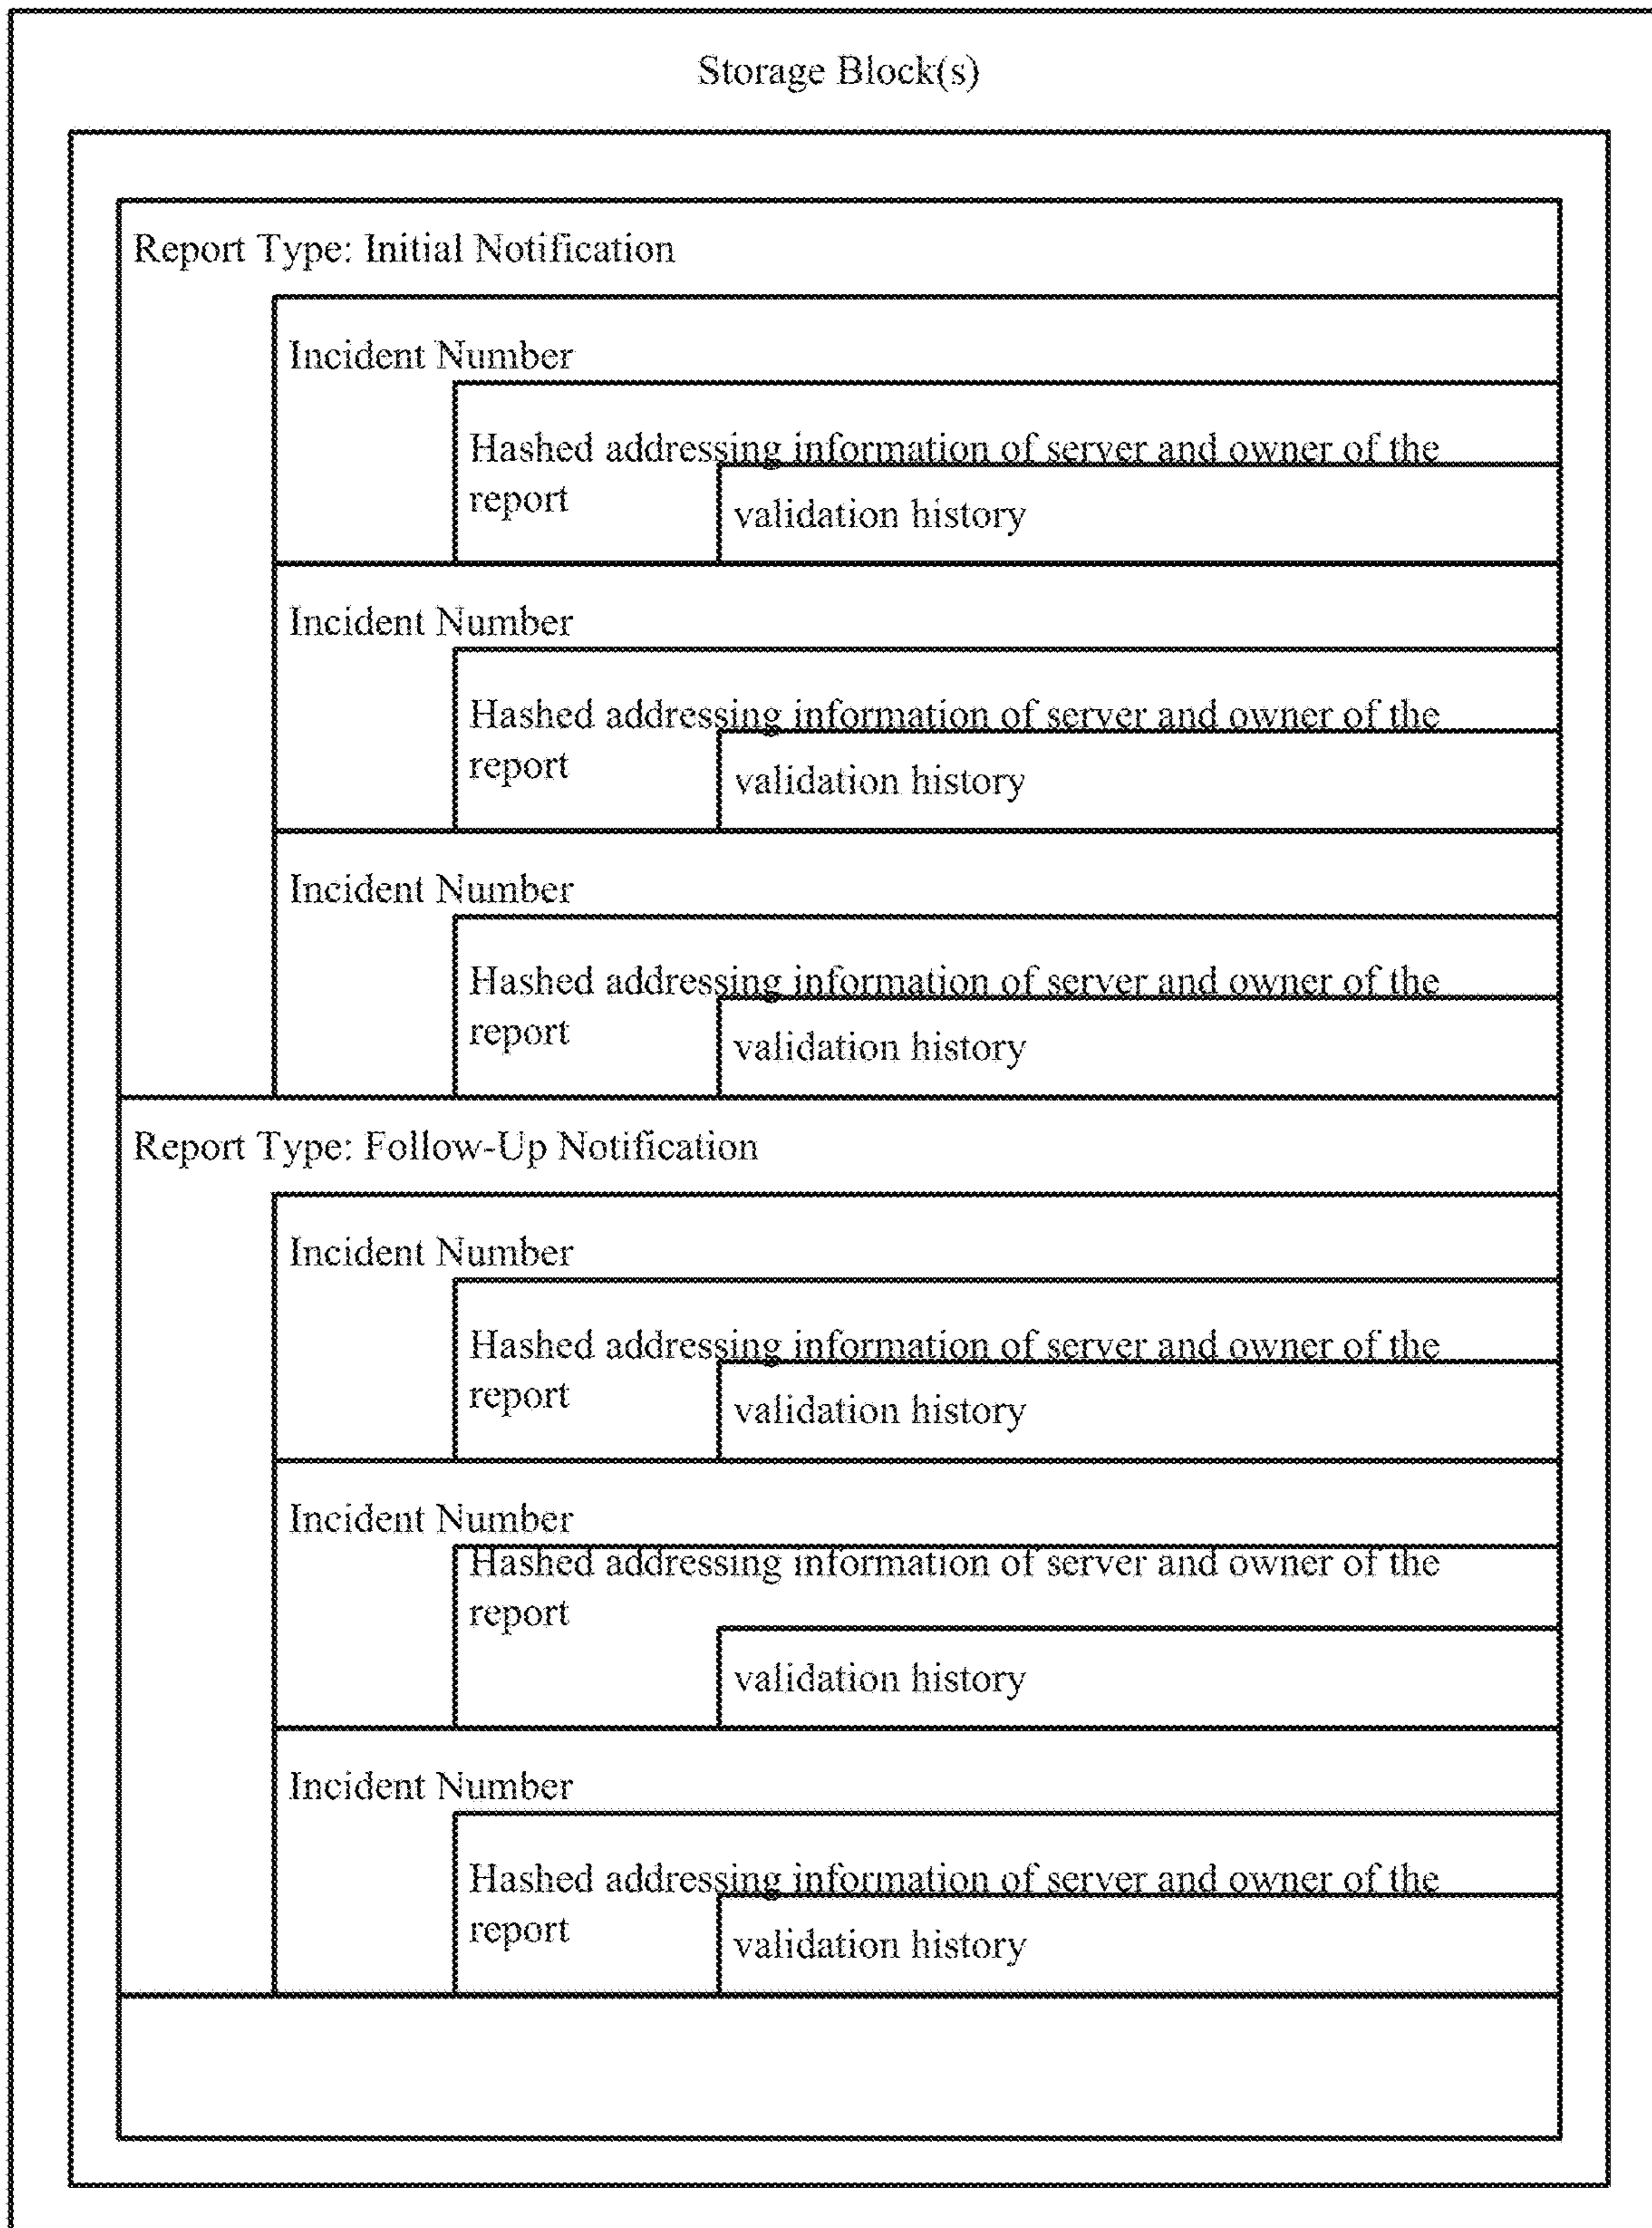 Storage Block(s)
Report Type: Initial Notification
Incident Number
Hashed addressing information of server and owner of the
report
validation history
Incident Number
Hashed addressing information of server and owner of the
report
validation history
Incident Number
Hashed addressing information of server and owner of the
report
validation history
Report Type: Follow-Up Notification
Incident Number
Hashed addressing information of server and owner of the
report
validation history
Incident Number
Hashed addressing information of server and owner of the
report
validation history
Incident Number
Hashed addressing information of server and owner of the
report
validation history